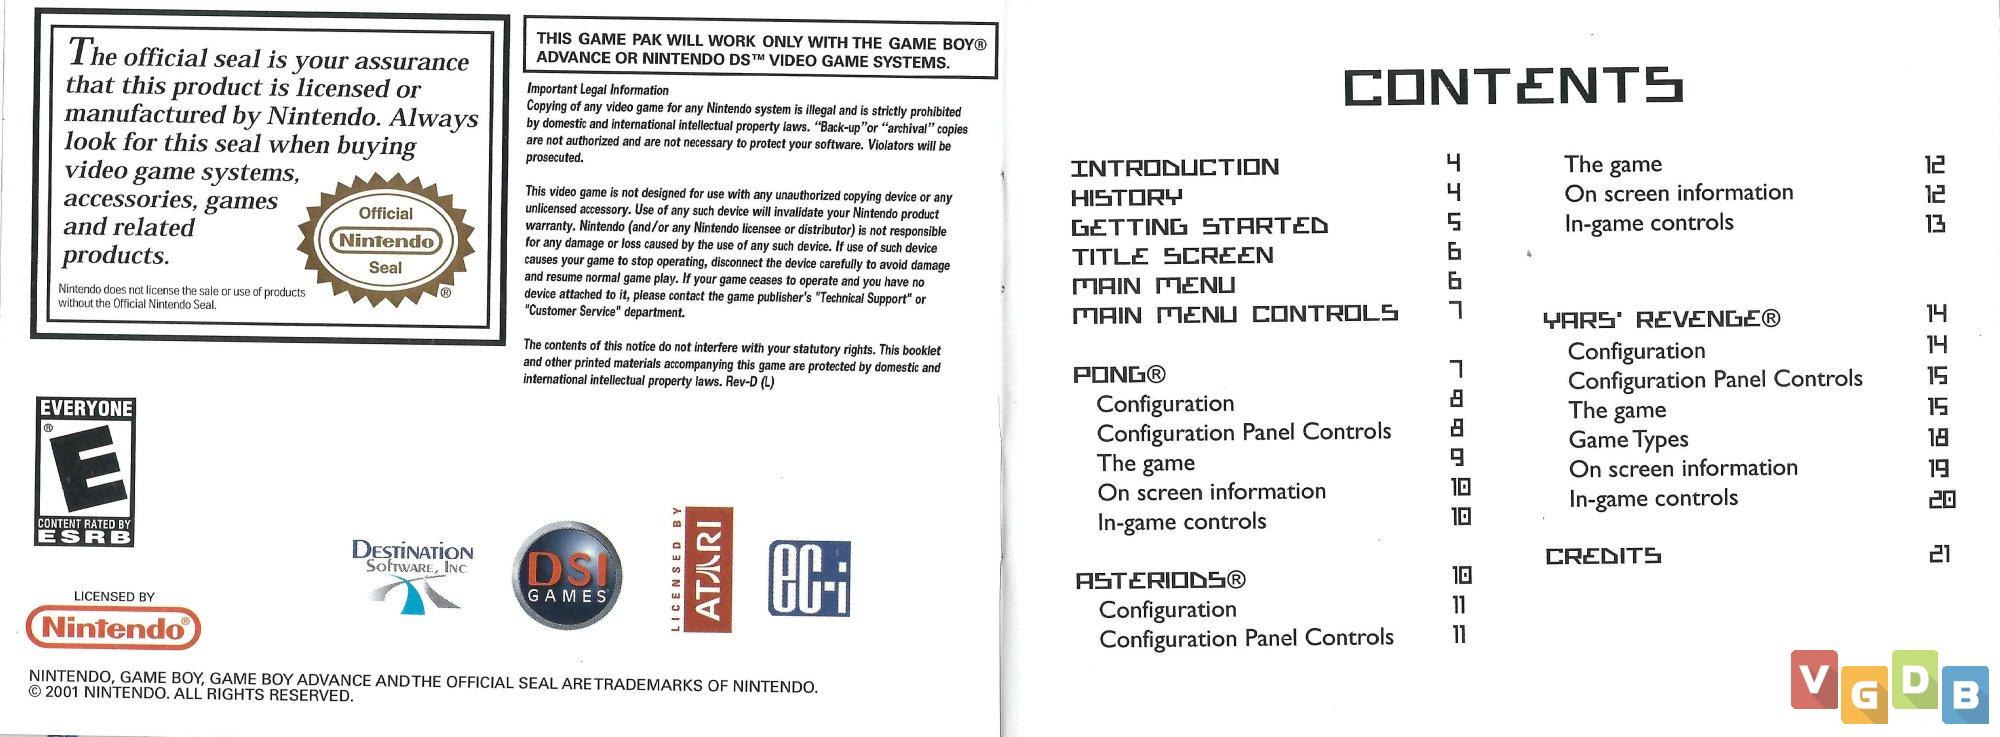 The official seal is your assurance
that this product is licensed or
manufactured by Nintendo. Always
look for this seal when buying
video game systems,
accessories, games
and related
products.
Official
Nintendo
Seal
®
Nintendo does not license the sale or use of products
without the Official Nintendo Seal.
THIS GAME PAK WILL WORK ONLY WITH THE GAME BOY®
ADVANCE OR NINTENDO DS™ VIDEO GAME SYSTEMS.
Important Legal Information
Copying of any video game for any Nintendo system is illegal and is strictly prohibited
by domestic and international intellectual property laws. “Back-up”or “archival” copies
are not authorized and are not necessary to protect your software. Violators will be
prosecuted.
This video game is not designed for use with any unauthorized copying device or any
unlicensed accessory. Use of any such device will invalidate your Nintendo product
warranty. Nintendo (and/or any Nintendo licensee or distributor) is not responsible
for any damage or loss caused by the use of any such device. If use of such device
causes your game to stop operating, disconnect the device carefully to avoid damage
and resume normal game play. If your game ceases to operate and you have no
device attached to it, please contact the game publisher's "Technical Support" or
"Customer Service" department.
The contents of this notice do not interfere with your statutory rights. This booklet
and other printed materials accompanying this game are protected by domestic and
international intellectual property laws. Rev-D (L)
EVERYONE
®
E
CONTENT RATED BY
ESRB
LICENSED BY
Nintendo®
DESTINATION
SOFTWARE, INC
DSI
GAMES
LICENSED BY
ATARI
ec-i
NINTENDO, GAME BOY, GAME BOY ADVANCE AND THE OFFICIAL SEAL ARE TRADEMARKS OF NINTENDO.
© 2001 NINTENDO. ALL RIGHTS RESERVED.
CONTENTS
INTRODUCTION 4
HISTORY 4
GETTING STARTED 5
TITLE SCREEN 6
MAIN MENU 6
MAIN MENU CONTROLS 7
PONG® 7
Configuration 8
Configuration Panel Controls 8
The game 9
On screen information 10
In-game controls 10
ASTERIODS® 10
Configuration 11
Configuration Panel Controls 11
The game 12
On screen information 12
In-game controls 13
YARS' REVENGE® 14
Configuration 14
Configuration Panel Controls 15
The game 15
Game Types 18
On screen information 19
In-game controls 20
CREDITS 21
VGDB